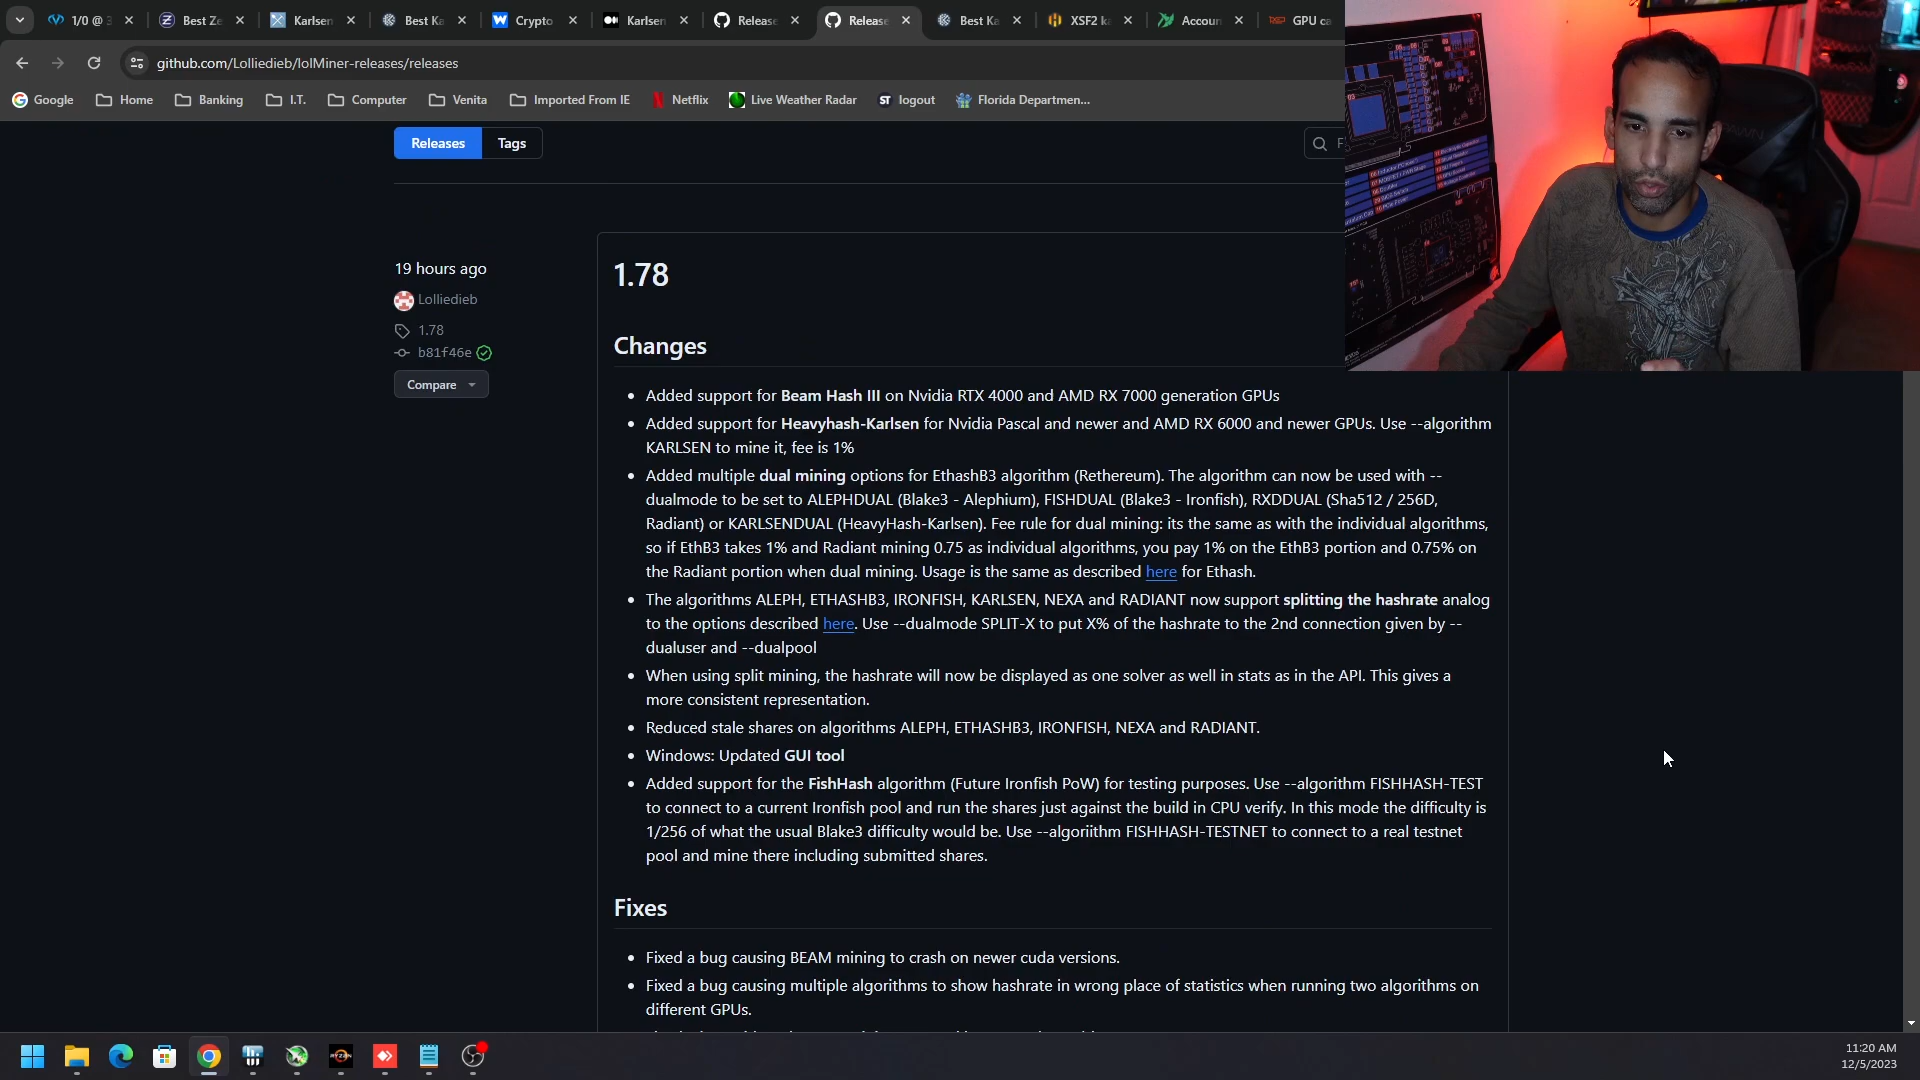 1/0 @ 3
Best Ze
Karlsen
Best Ka
Crypto
Karlsen
Release
Release
Best Ka
XSF2 ka
Accoun
GPU ca
github.com/Lolliedieb/lolMiner-releases/releases
Google
Home
Banking
I.T.
Computer
Venita
Imported From IE
Netflix
Live Weather Radar
ST logout
Florida Departmen...
Releases
Tags
F
19 hours ago
Lolliedieb
1.78
b81f46e
Compare
1.78
Changes
• Added support for Beam Hash III on Nvidia RTX 4000 and AMD RX 7000 generation GPUs
• Added support for Heavyhash-Karlsen for Nvidia Pascal and newer and AMD RX 6000 and newer GPUs. Use --algorithm
KARLSEN to mine it, fee is 1%
• Added multiple dual mining options for EthashB3 algorithm (Rethereum). The algorithm can now be used with --
dualmode to be set to ALEPHDUAL (Blake3 - Alephium), FISHDUAL (Blake3 - Ironfish), RXDDUAL (Sha512 / 256D,
Radiant) or KARLSENDUAL (HeavyHash-Karlsen). Fee rule for dual mining: its the same as with the individual algorithms,
so if EthB3 takes 1% and Radiant mining 0.75 as individual algorithms, you pay 1% on the EthB3 portion and 0.75% on
the Radiant portion when dual mining. Usage is the same as described here for Ethash.
• The algorithms ALEPH, ETHASHB3, IRONFISH, KARLSEN, NEXA and RADIANT now support splitting the hashrate analog
to the options described here. Use --dualmode SPLIT-X to put X% of the hashrate to the 2nd connection given by --
dualuser and --dualpool
• When using split mining, the hashrate will now be displayed as one solver as well in stats as in the API. This gives a
more consistent representation.
• Reduced stale shares on algorithms ALEPH, ETHASHB3, IRONFISH, NEXA and RADIANT.
• Windows: Updated GUI tool
• Added support for the FishHash algorithm (Future Ironfish PoW) for testing purposes. Use --algorithm FISHHASH-TEST
to connect to a current Ironfish pool and run the shares just against the build in CPU verify. In this mode the difficulty is
1/256 of what the usual Blake3 difficulty would be. Use --algoriithm FISHHASH-TESTNET to connect to a real testnet
pool and mine there including submitted shares.
Fixes
• Fixed a bug causing BEAM mining to crash on newer cuda versions.
• Fixed a bug causing multiple algorithms to show hashrate in wrong place of statistics when running two algorithms on
different GPUs.
RYZEN
11:20 AM
12/5/2023